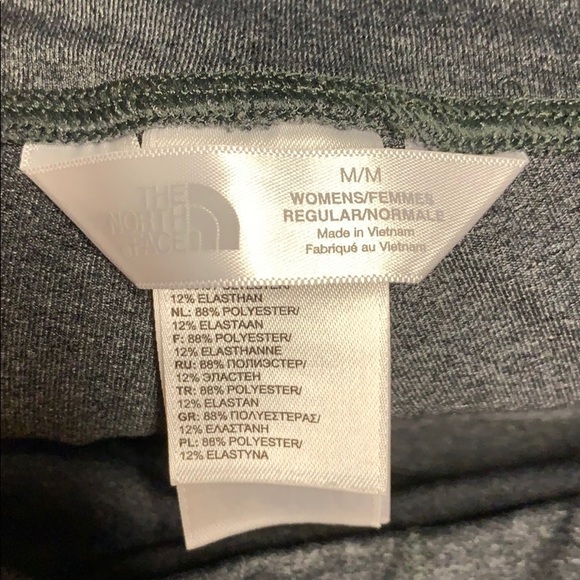 THE
NORTH
FACE
M/M
WOMENS/FEMMES
REGULAR/NORMALE
Made in Vietnam
Fabriqué au Vietnam
12% ELASTHAN
NL: 88% POLYESTER/
12% ELASTAAN
F: 88% POLYESTER/
12% ELASTHANNE
RU: 88% ПОЛИЭСТЕР/
12% ЭЛАСТЕН
TR: 88% POLYESTER/
12% ELASTAN
GR: 88% ΠΟΛΥΕΣΤΕΡΑΣ/
12% ΕΛΑΣΤΑΝΗ
PL: 88% POLYESTER/
12% ELASTYNA